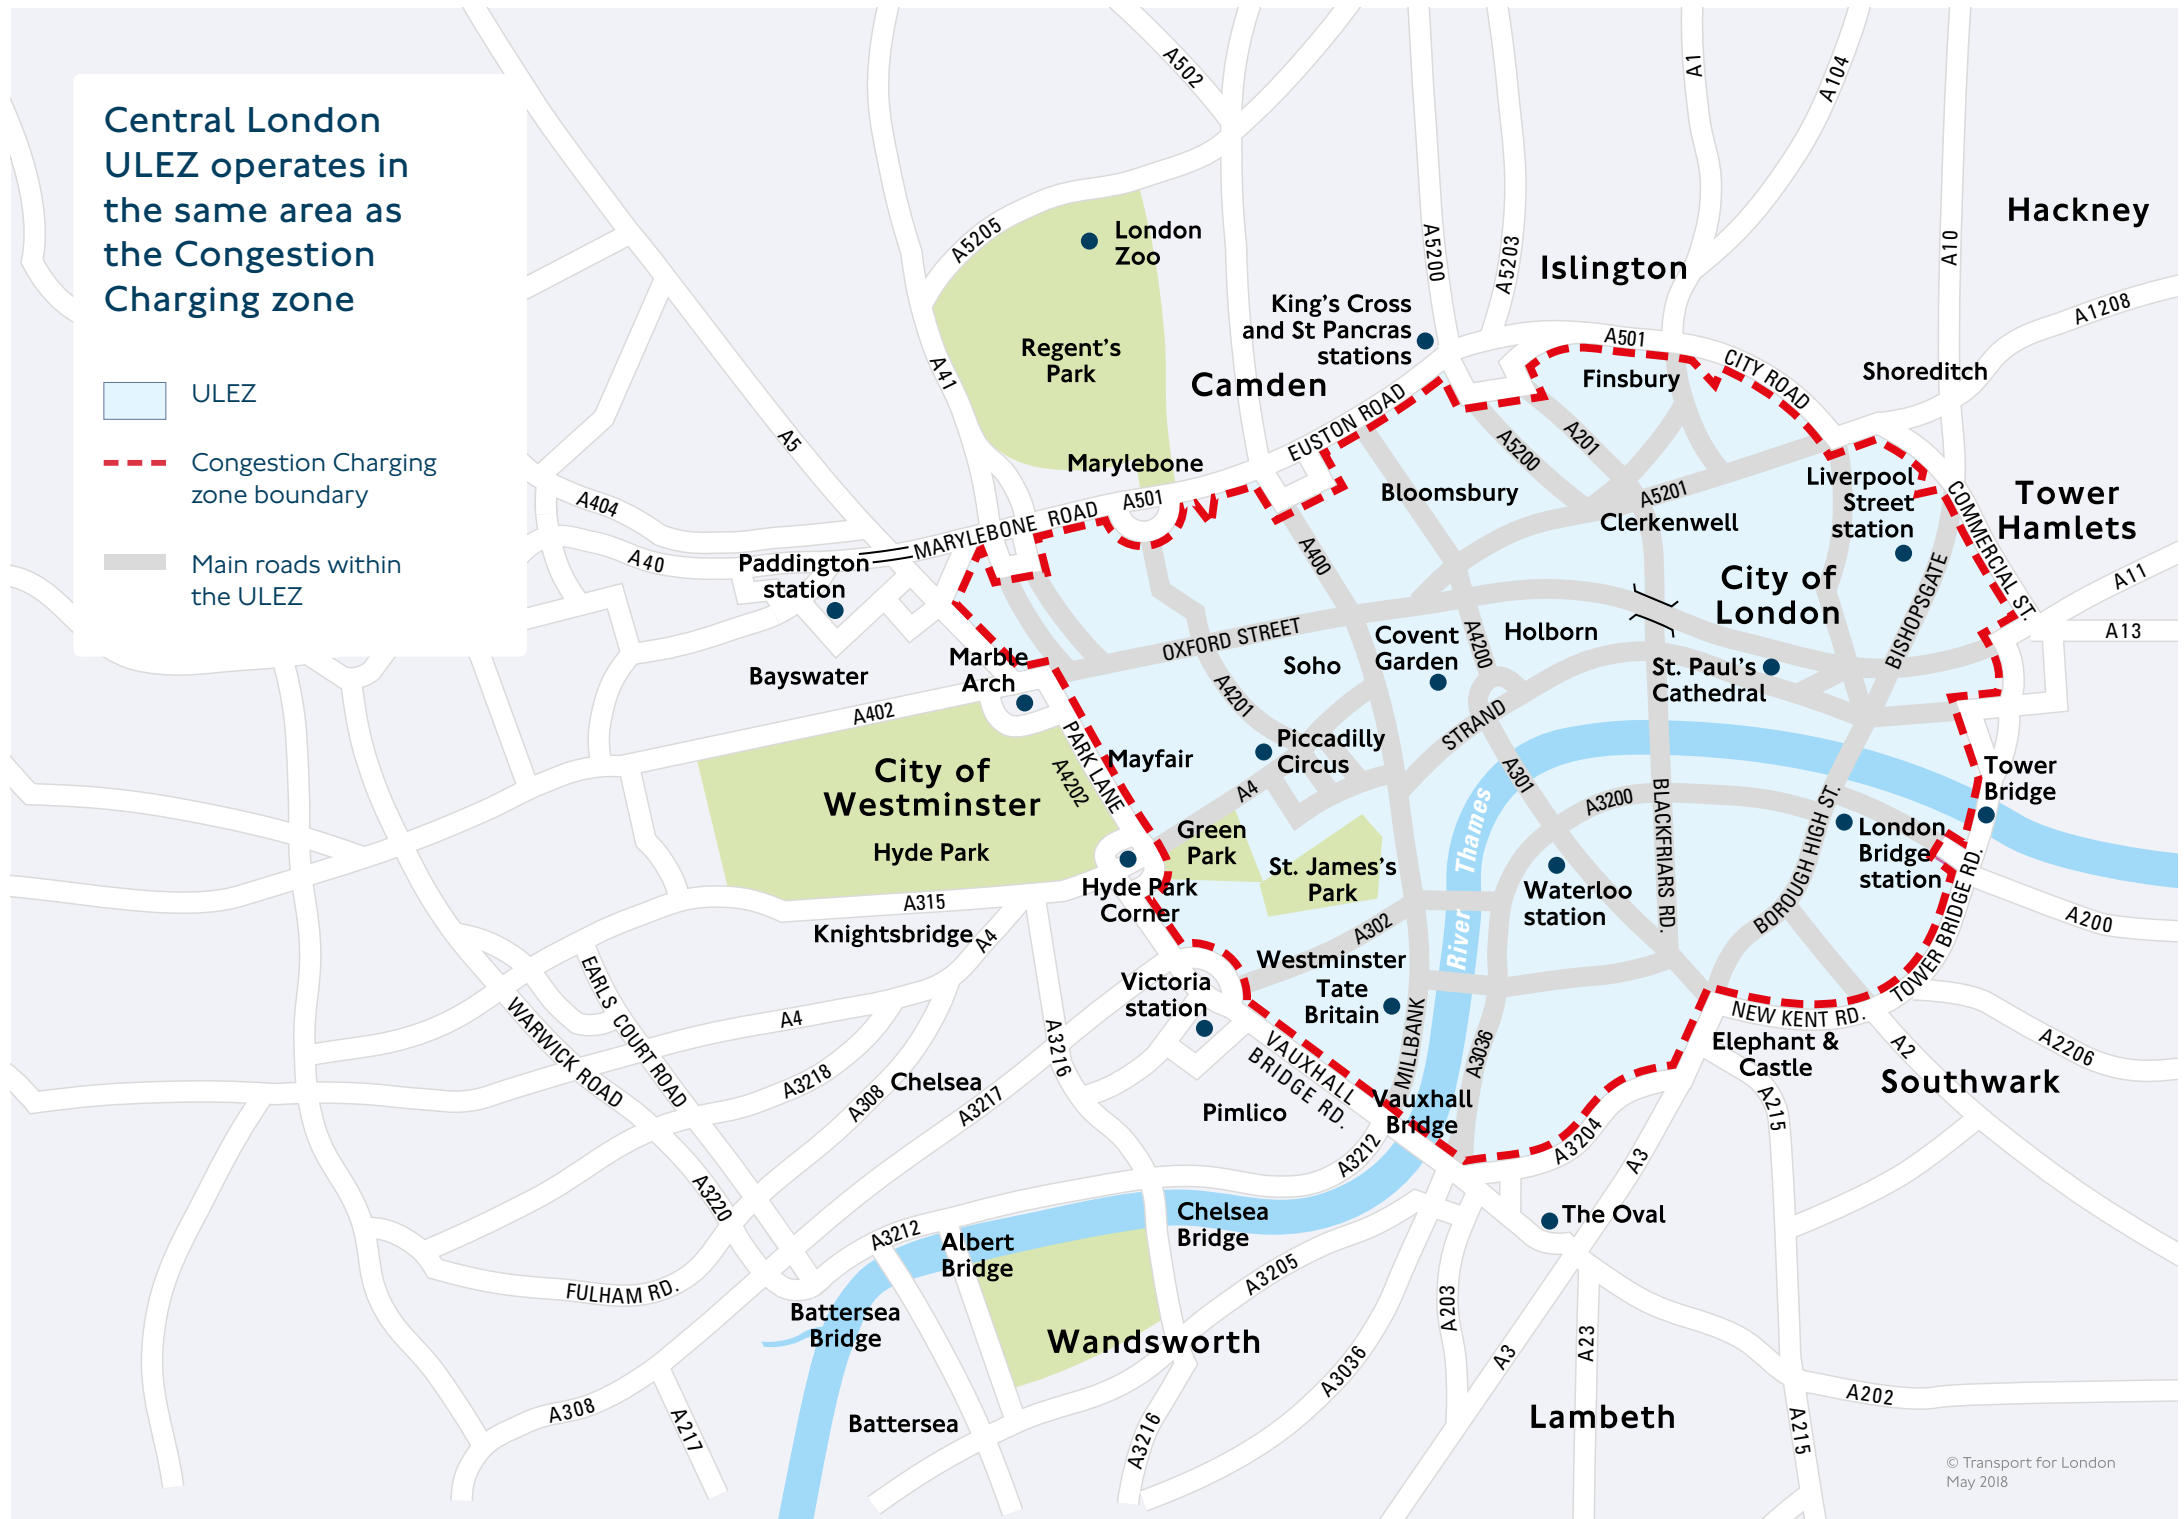 Central London
ULEZ operates in
the same area as
the Congestion
Charging zone
ULEZ
Congestion Charging
zone boundary
Main roads within
the ULEZ
A502
A1
A104
Hackney
A5205
London
Zoo
A5200
A5203
Islington
A10
A1208
King's Cross
and St Pancras
stations
Regent's
Park
A41
Camden
A501
Finsbury
CITY ROAD
Shoreditch
A5
EUSTON ROAD
A5200
A201
Marylebone
A501
MARYLEBONE ROAD
Bloomsbury
A5201
Clerkenwell
Liverpool
Street
station
COMMERCIAL ST.
Tower
Hamlets
A404
A40
Paddington
station
A400
City of
London
BISHOPSGATE
A11
A13
OXFORD STREET
Soho
Covent
Garden
A4200
Holborn
St. Paul's
Cathedral
Marble
Arch
Bayswater
A402
A4201
STRAND
PARK LANE
A4202
Mayfair
Piccadilly
Circus
City of
Westminster
Hyde Park
A4
A301
A3200
BLACKFRIARS RD.
Tower
Bridge
River Thames
Green
Park
St. James's
Park
Waterloo
station
BOROUGH HIGH ST.
London
Bridge
station
TOWER BRIDGE RD.
A200
Hyde Park
Corner
A315
Knightsbridge
A4
A302
Westminster
Victoria
station
Tate
Britain
MILLBANK
A3036
NEW KENT RD.
Elephant &
Castle
A2
A2206
Southwark
EARLS COURT ROAD
WARWICK ROAD
A4
A3218
A308
Chelsea
A3217
A3216
VAUXHALL
BRIDGE RD.
Pimlico
Vauxhall
Bridge
A3212
A3204
A3
A215
A3220
A3212
Albert
Bridge
Chelsea
Bridge
The Oval
FULHAM RD.
Battersea
Bridge
A3205
A203
Wandsworth
A3036
A3
A23
A202
A308
A217
Battersea
A3216
Lambeth
A215
© Transport for London
May 2018